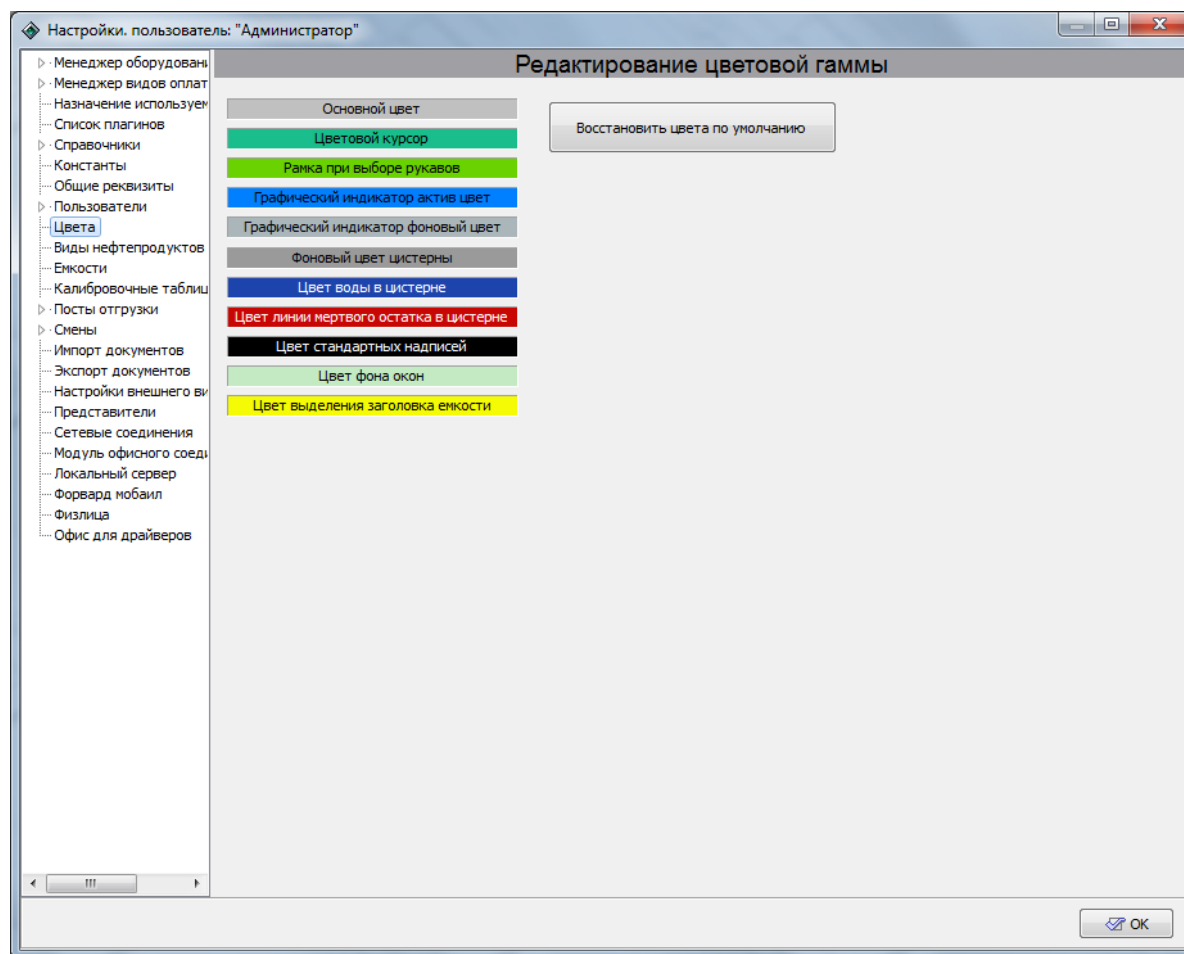 Настройки. пользователь: "Администратор"
Менеджер оборудовани
Менеджер видов оплат
Назначение используем
Список плагинов
Справочники
Константы
Общие реквизиты
Пользователи
Цвета
Виды нефтепродуктов
Емкости
Калибровочные таблиц
Посты отгрузки
Смены
Импорт документов
Экспорт документов
Настройки внешнего ви
Представители
Сетевые соединения
Модуль офисного соеди
Локальный сервер
Форвард мобаил
Физлица
Офис для драйверов
Редактирование цветовой гаммы
Основной цвет
Цветовой курсор
Рамка при выборе рукавов
Графический индикатор актив цвет
Графический индикатор фоновый цвет
Фоновый цвет цистерны
Цвет воды в цистерне
Цвет линии мертвого остатка в цистерне
Цвет стандартных надписей
Цвет фона окон
Цвет выделения заголовка емкости
Восстановить цвета по умолчанию
OK